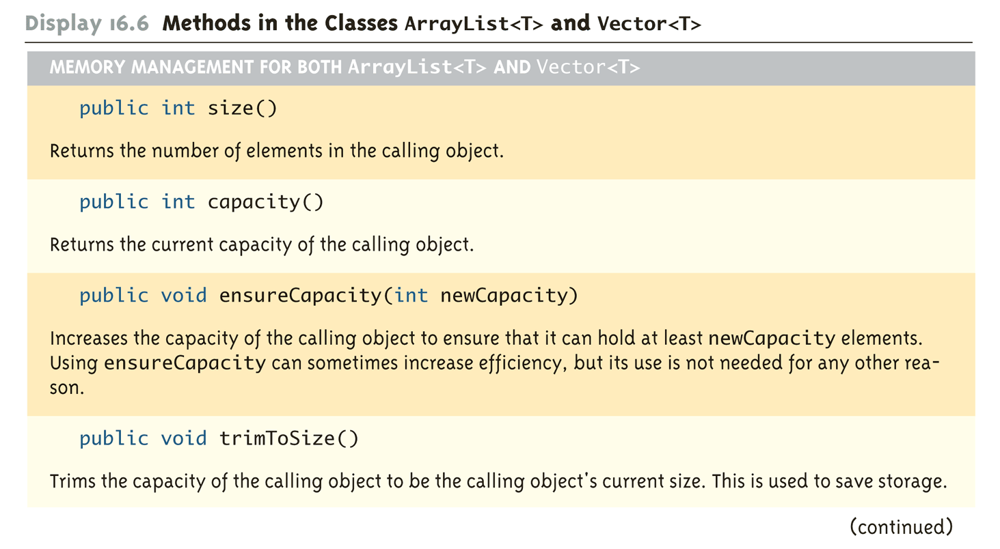 Display 16.6 Methods in the Classes ArrayList<T> and Vector<T>
MEMORY MANAGEMENT FOR BOTH ArrayList<T> AND Vector<T>
public int size()
Returns the number of elements in the calling object.
public int capacity()
Returns the current capacity of the calling object.
public void ensureCapacity(int newCapacity)
Increases the capacity of the calling object to ensure that it can hold at least newCapacity elements.
Using ensureCapacity can sometimes increase efficiency, but its use is not needed for any other rea-
son.
public void trimToSize()
Trims the capacity of the calling object to be the calling object's current size. This is used to save storage.
(continued)